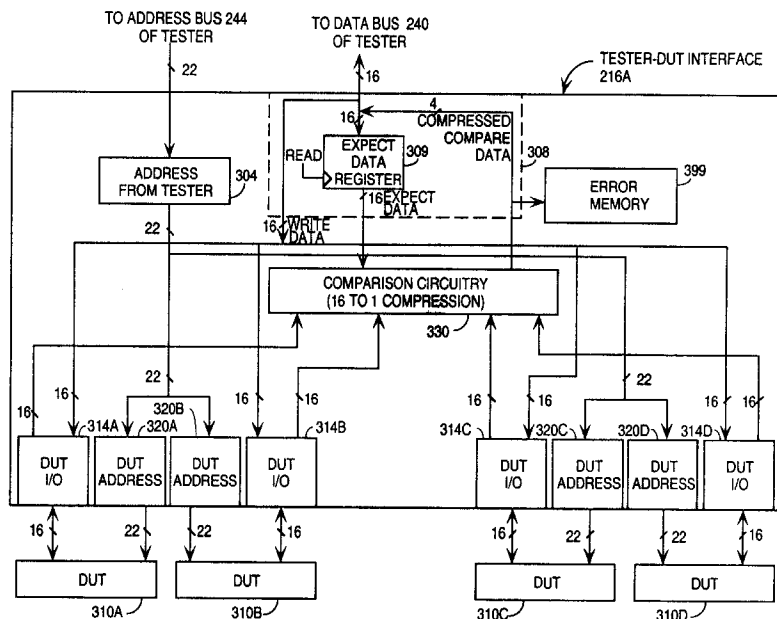 TO ADDRESS BUS 244
OF TESTER
TO DATA BUS 240
OF TESTER
TESTER-DUT INTERFACE
216A
22
16
4
COMPRESSED
COMPARE
DATA
16
READ
EXPECT
DATA
REGISTER
309
308
ADDRESS
FROM TESTER
304
ERROR
MEMORY
399
16
EXPECT
DATA
16
WRITE
DATA
22
COMPARISON CIRCUITRY
(16 TO 1 COMPRESSION)
330
22
22
16
16
16
16
16
16
16
16
314A
320A
320B
314B
314C
320C
320D
314D
DUT
I/O
DUT
ADDRESS
DUT
ADDRESS
DUT
I/O
DUT
I/O
DUT
ADDRESS
DUT
ADDRESS
DUT
I/O
16
22
22
16
16
22
22
16
DUT
DUT
DUT
DUT
310A
310B
310C
310D